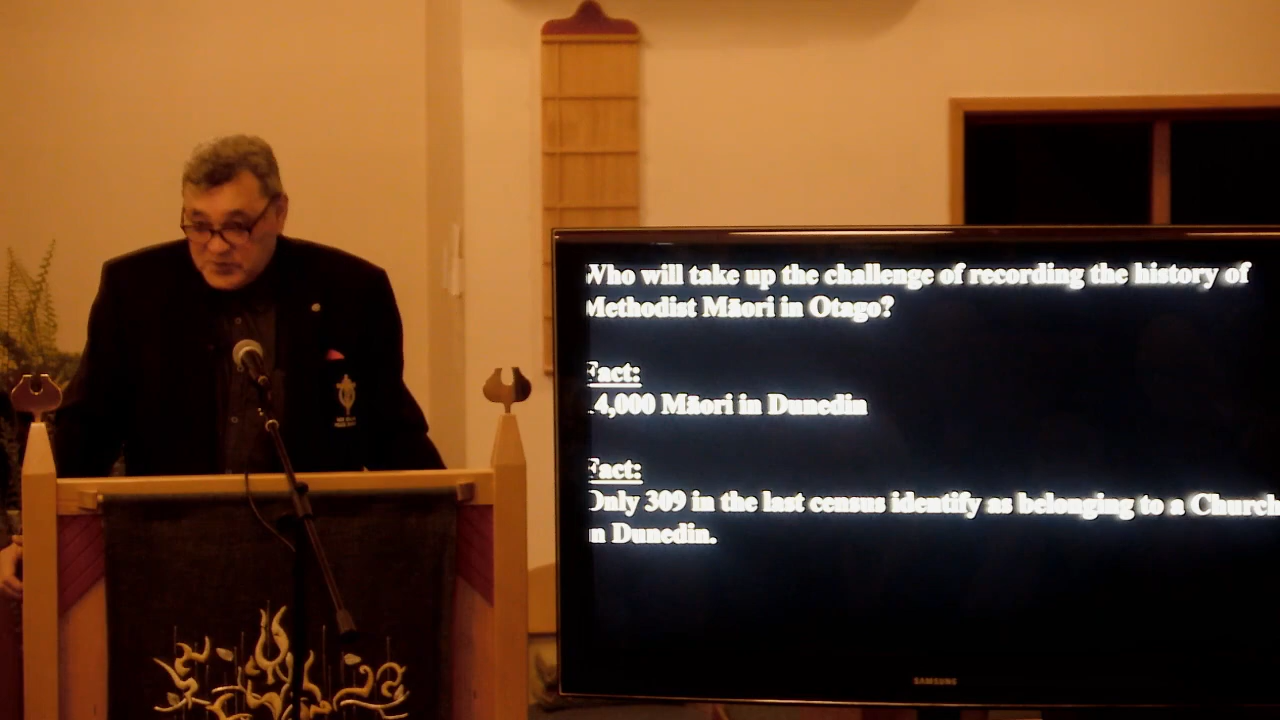 Who will take up the challenge of recording the history of
Methodist Māori in Otago?
Fact:
4,000 Māori in Dunedin
Fact:
Only 309 in the last census identify as belonging to a Church
in Dunedin.
SAMSUNG